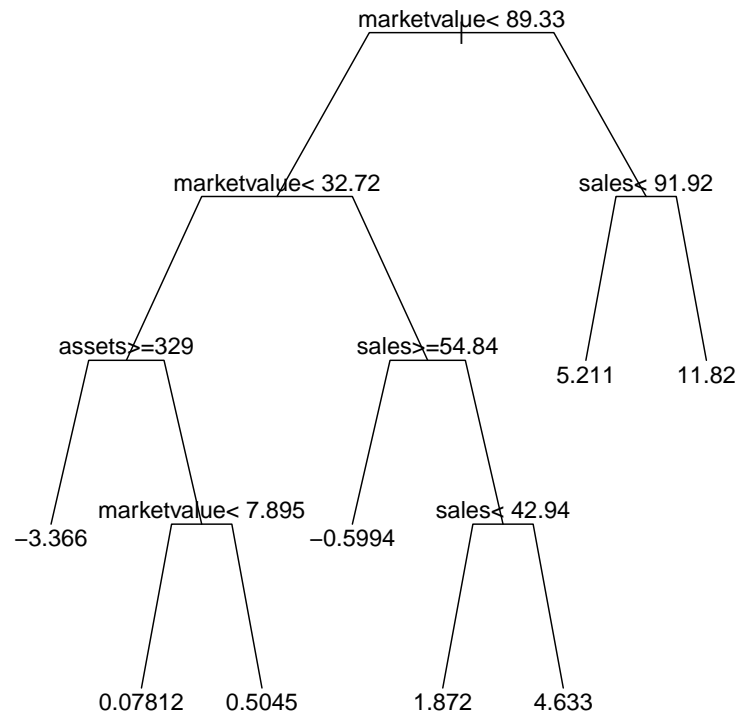 marketvalue< 89.33
marketvalue< 32.72
sales< 91.92
assets>=329
sales>=54.84
5.211
11.82
marketvalue< 7.895
sales< 42.94
−3.366
−0.5994
0.07812
0.5045
1.872
4.633